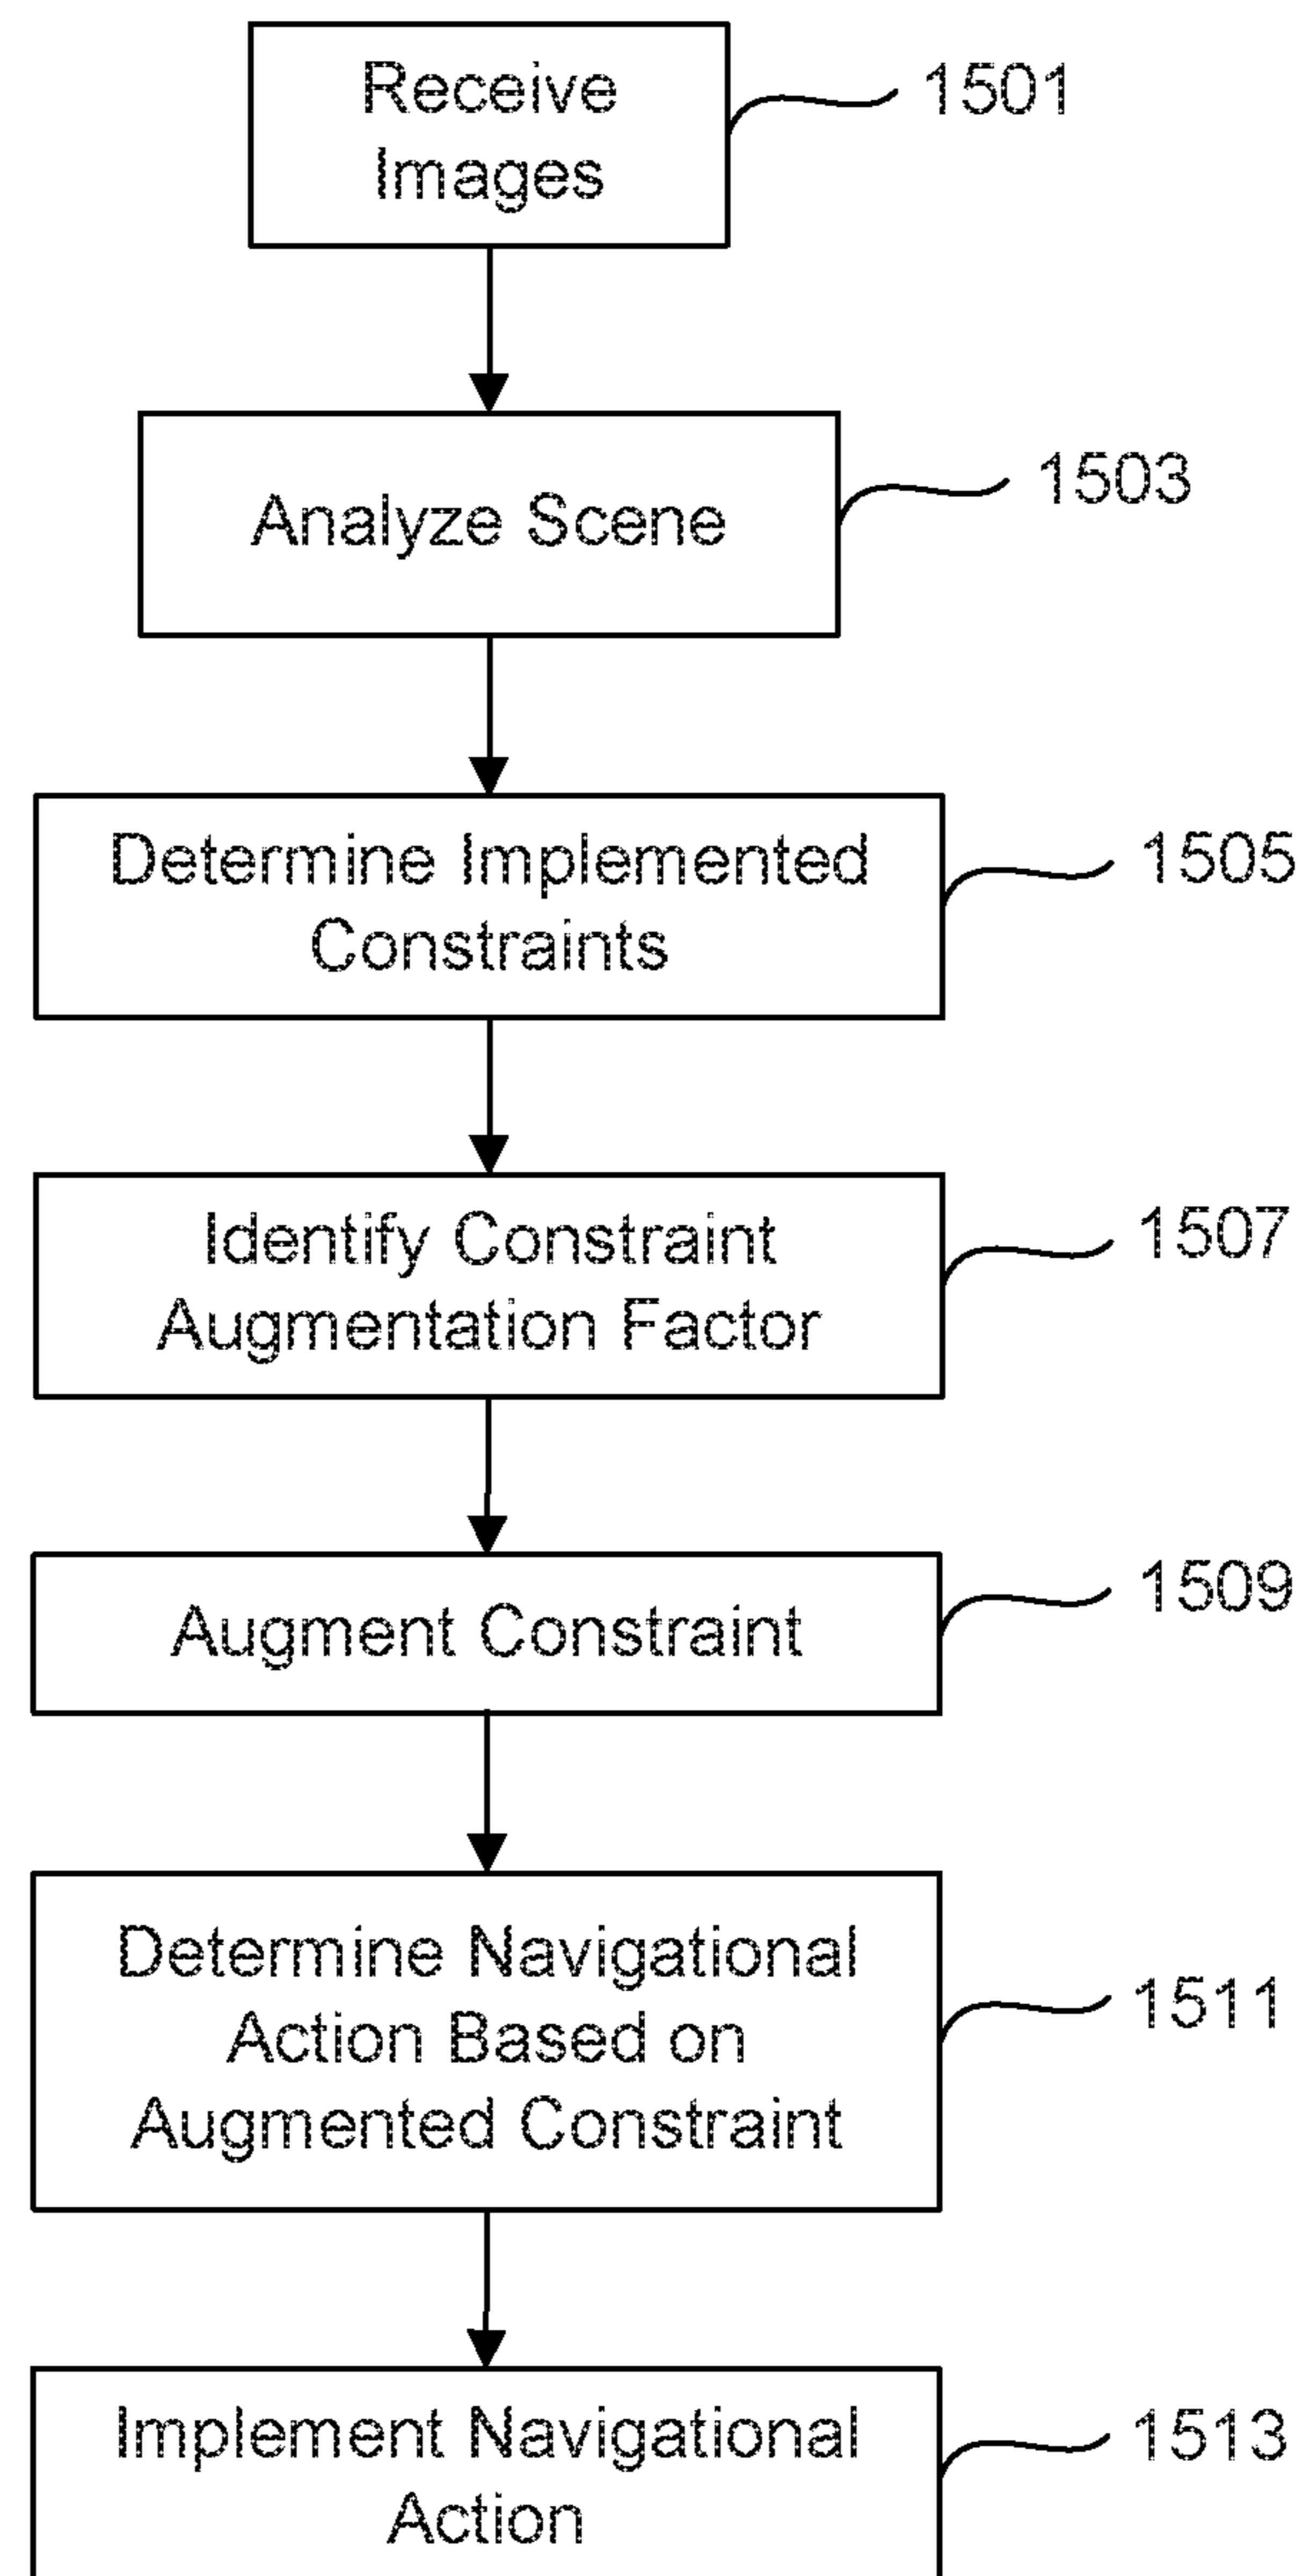 Receive
Images
1501
Analyze Scene
1503
Determine Implemented
Constraints
1505
Identify Constraint
Augmentation Factor
1507
Augment Constraint
1509
Determine Navigational
Action Based on
Augmented Constraint
1511
Implement Navigational
Action
1513